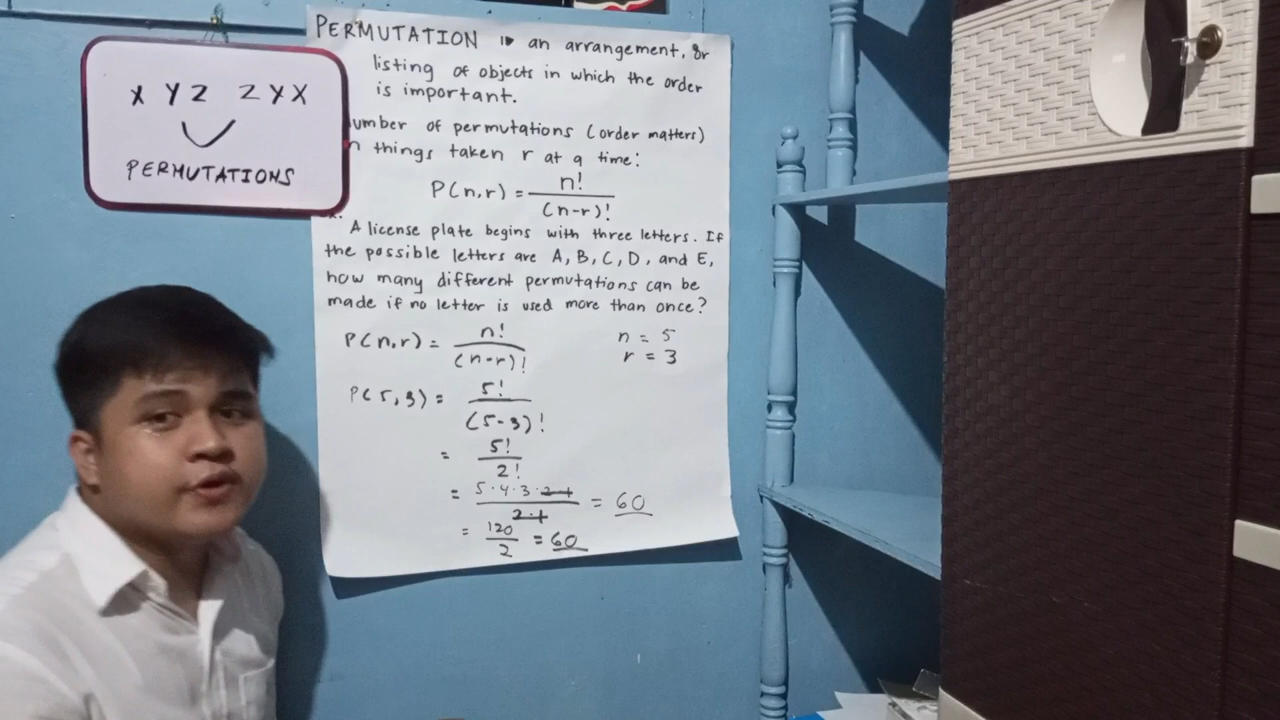 X Y Z Z Y X
PERMUTATIONS
PERMUTATION is an arrangement, or
listing of objects in which the order
is important.
umber of permutations (order matters)
n things taken r at a time:
P(n,r) = n! / (n-r)!
A license plate begins with three letters. If
the possible letters are A, B, C, D, and E,
how many different permutations can be
made if no letter is used more than once?
P(n,r) = n! / (n-r)! n = 5
r = 3
P(5,3) = 5! / (5-3)!
= 5! / 2!
= 5·4·3·2·1 / 2·1 = 60
= 120 / 2 = 60